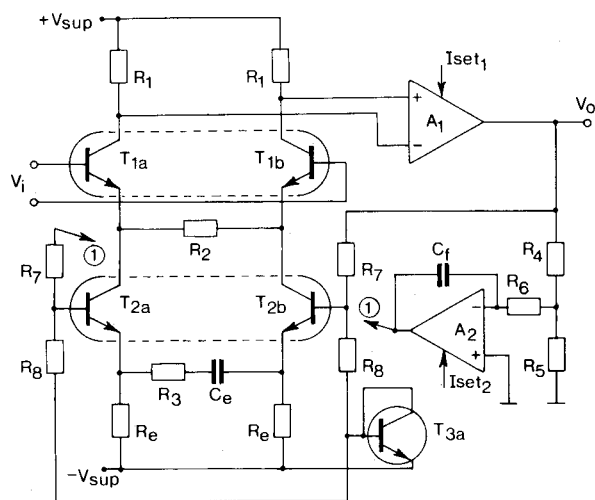 +Vsup
R1
R1
Iset1
Vo
+
A1
−
T1a
T1b
Vi
R2
1
R7
R7
Cf
R4
R6
T2a
T2b
1
−
A2
+
R8
R8
R5
Iset2
R3
Ce
T3a
Re
Re
−Vsup